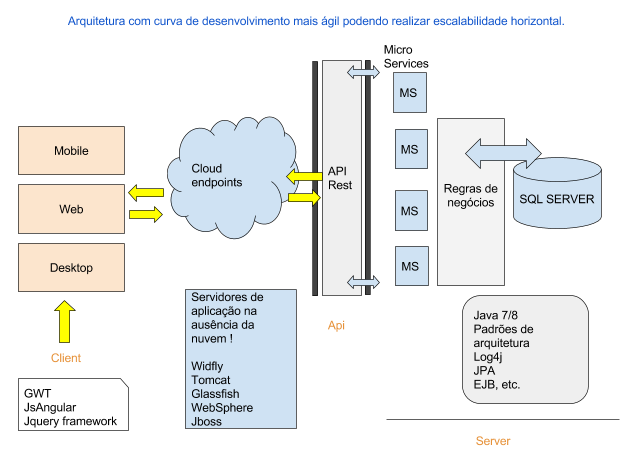 Arquitetura com curva de desenvolvimento mais ágil podendo realizar escalabilidade horizontal.
Micro
Services
MS
MS
MS
MS
Mobile
Web
Desktop
Cloud
endpoints
API
Rest
Regras de
negócios
SQL SERVER
Client
GWT
JsAngular
Jquery framework
Servidores de
aplicação na
ausência da
nuvem !
Widfly
Tomcat
Glassfish
WebSphere
Jboss
Api
Java 7/8
Padrões de
arquitetura
Log4j
JPA
EJB, etc.
Server